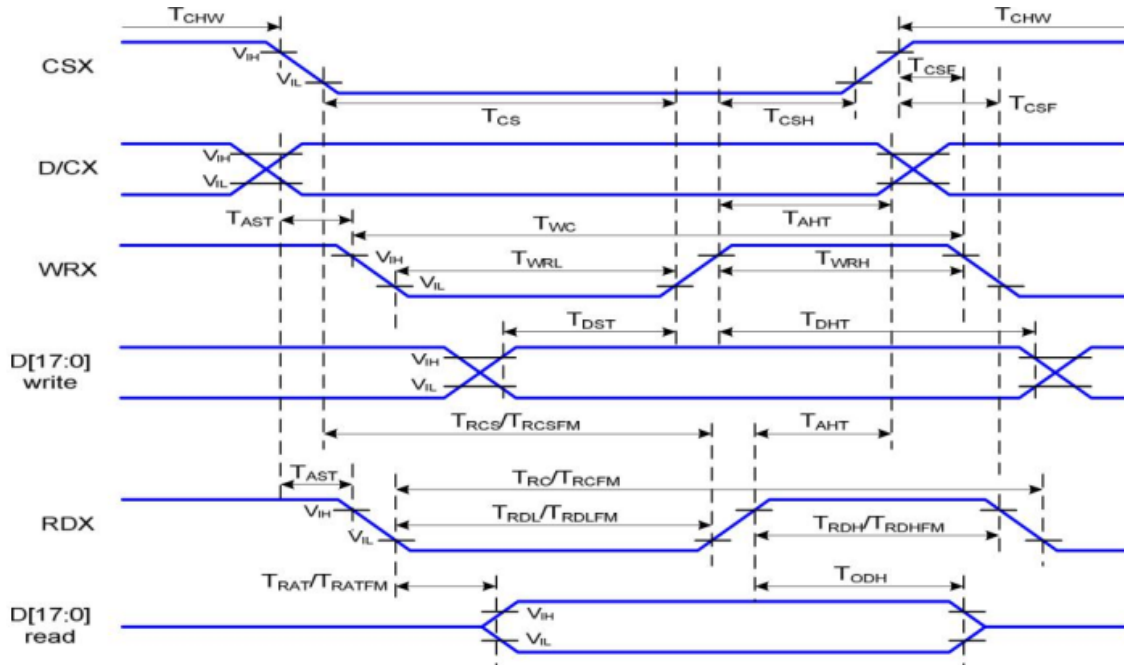 TCHW TCHW
CSX VIH VIL
TCSF
TCS TCSH TCSF
D/CX VIH VIL
TAST TWC TAHT
WRX VIH VIL TWRL TWRH
TDST TDHT
D[17:0] VIH
write VIL
TRCS/TRCSFM TAHT
TAST TRC/TRCFM
RDX VIH VIL TRDL/TRDLFM TRDH/TRDHFM
TRAT/TRATFM TODH
D[17:0] VIH
read VIL